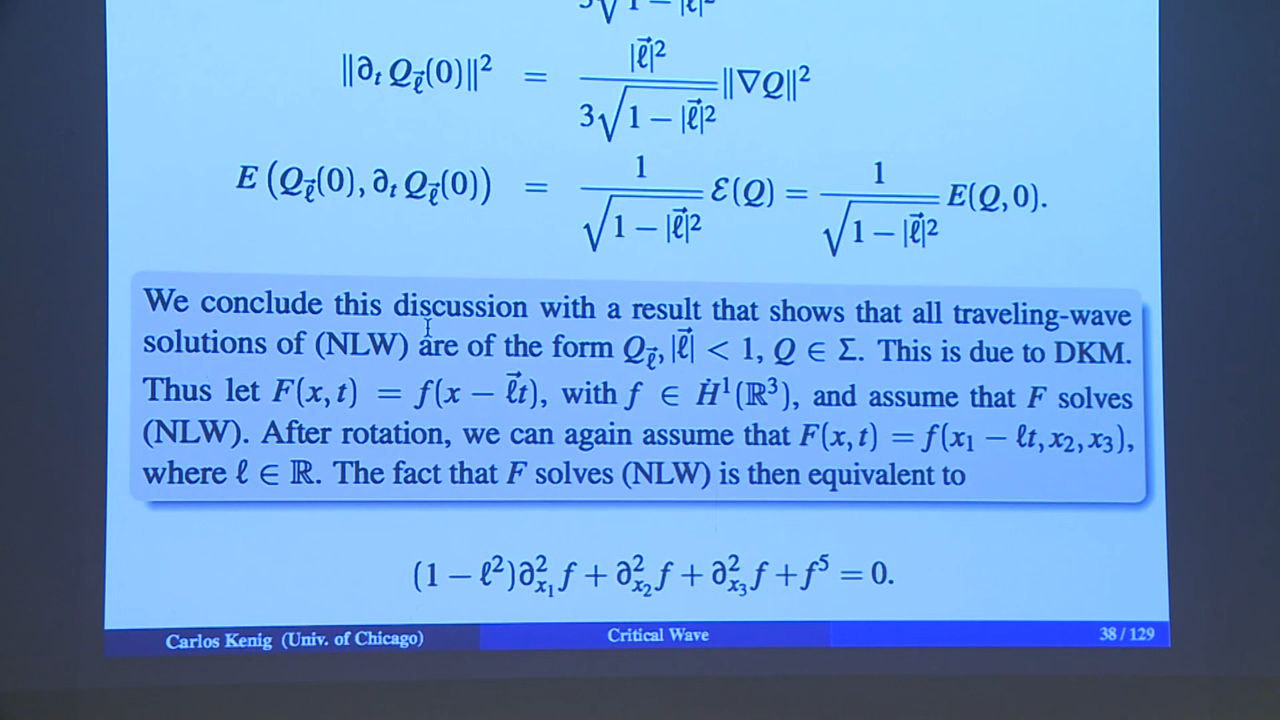 ‖∂ₜ Q_ℓ⃗(0)‖² = |ℓ⃗|² / 3√(1 − |ℓ⃗|²) ‖∇Q‖²
E (Q_ℓ⃗(0), ∂ₜ Q_ℓ⃗(0)) = 1 / √(1 − |ℓ⃗|²) ℰ(Q) = 1 / √(1 − |ℓ⃗|²) E(Q, 0).
We conclude this discussion with a result that shows that all traveling-wave
solutions of (NLW) are of the form Q_ℓ⃗, |ℓ⃗| < 1, Q ∈ Σ. This is due to DKM.
Thus let F(x, t) = f(x − ℓ⃗t), with f ∈ Ḣ¹(ℝ³), and assume that F solves
(NLW). After rotation, we can again assume that F(x, t) = f(x₁ − ℓt, x₂, x₃),
where ℓ ∈ ℝ. The fact that F solves (NLW) is then equivalent to
(1 − ℓ²)∂²ₓ₁ f + ∂²ₓ₂ f + ∂²ₓ₃ f + f⁵ = 0.
Carlos Kenig (Univ. of Chicago) Critical Wave 38 / 129